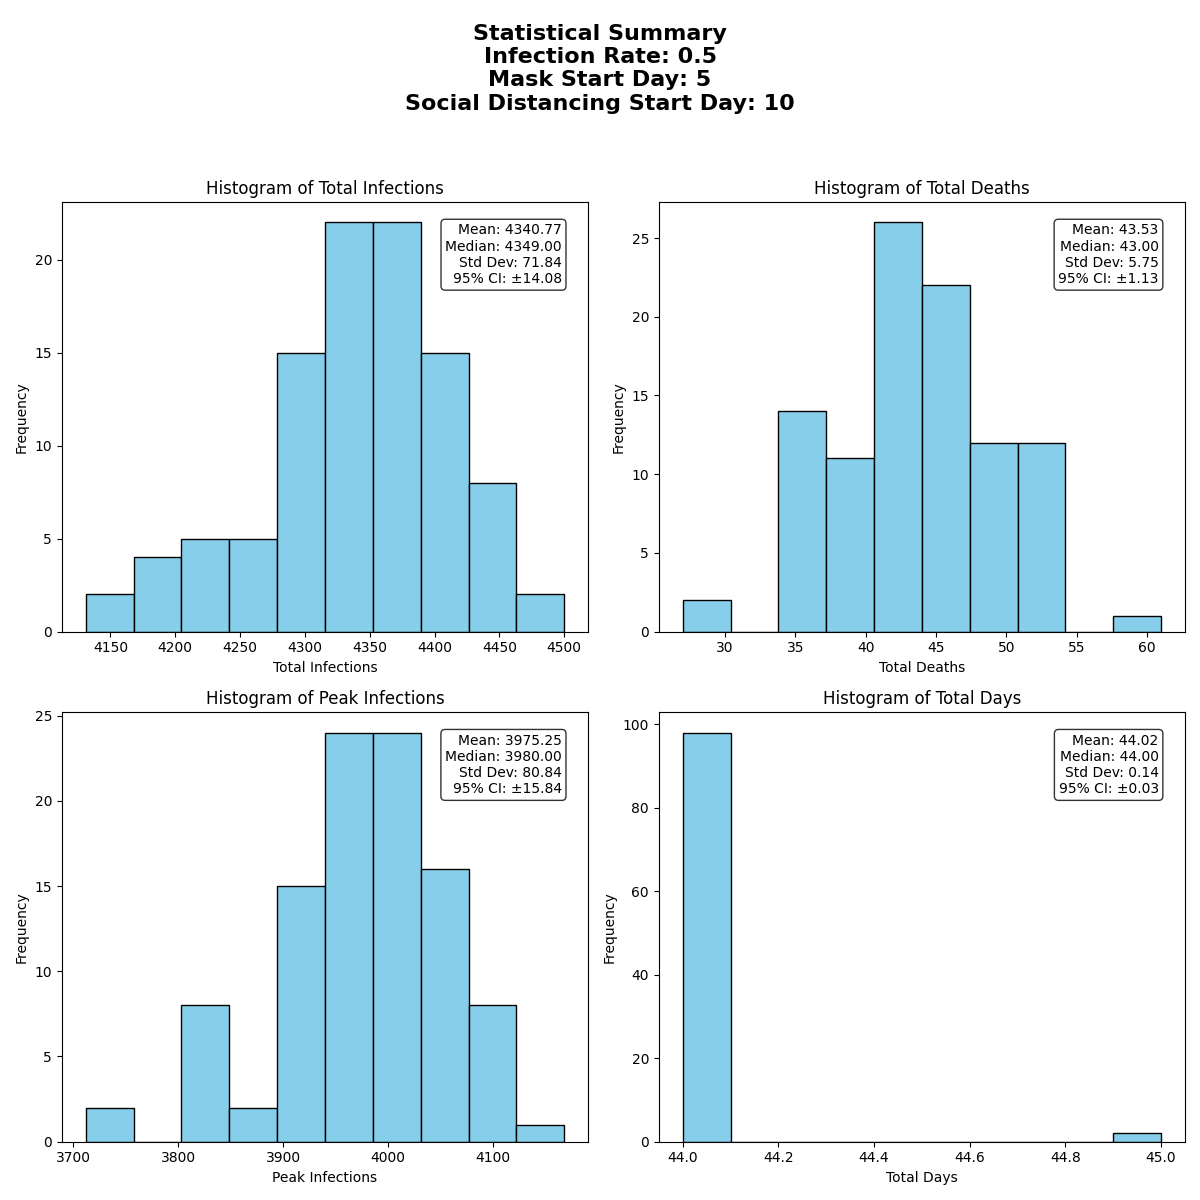 Statistical Summary
Infection Rate: 0.5
Mask Start Day: 5
Social Distancing Start Day: 10
Histogram of Total Infections
Mean: 4340.77
Median: 4349.00
Std Dev: 71.84
95% CI: ±14.08
Frequency
20
15
10
5
0
4150 4200 4250 4300 4350 4400 4450 4500
Total Infections
Histogram of Total Deaths
Mean: 43.53
Median: 43.00
Std Dev: 5.75
95% CI: ±1.13
Frequency
25
20
15
10
5
0
30 35 40 45 50 55 60
Total Deaths
Histogram of Peak Infections
Mean: 3975.25
Median: 3980.00
Std Dev: 80.84
95% CI: ±15.84
Frequency
25
20
15
10
5
0
3700 3800 3900 4000 4100
Peak Infections
Histogram of Total Days
Mean: 44.02
Median: 44.00
Std Dev: 0.14
95% CI: ±0.03
Frequency
100
80
60
40
20
0
44.0 44.2 44.4 44.6 44.8 45.0
Total Days